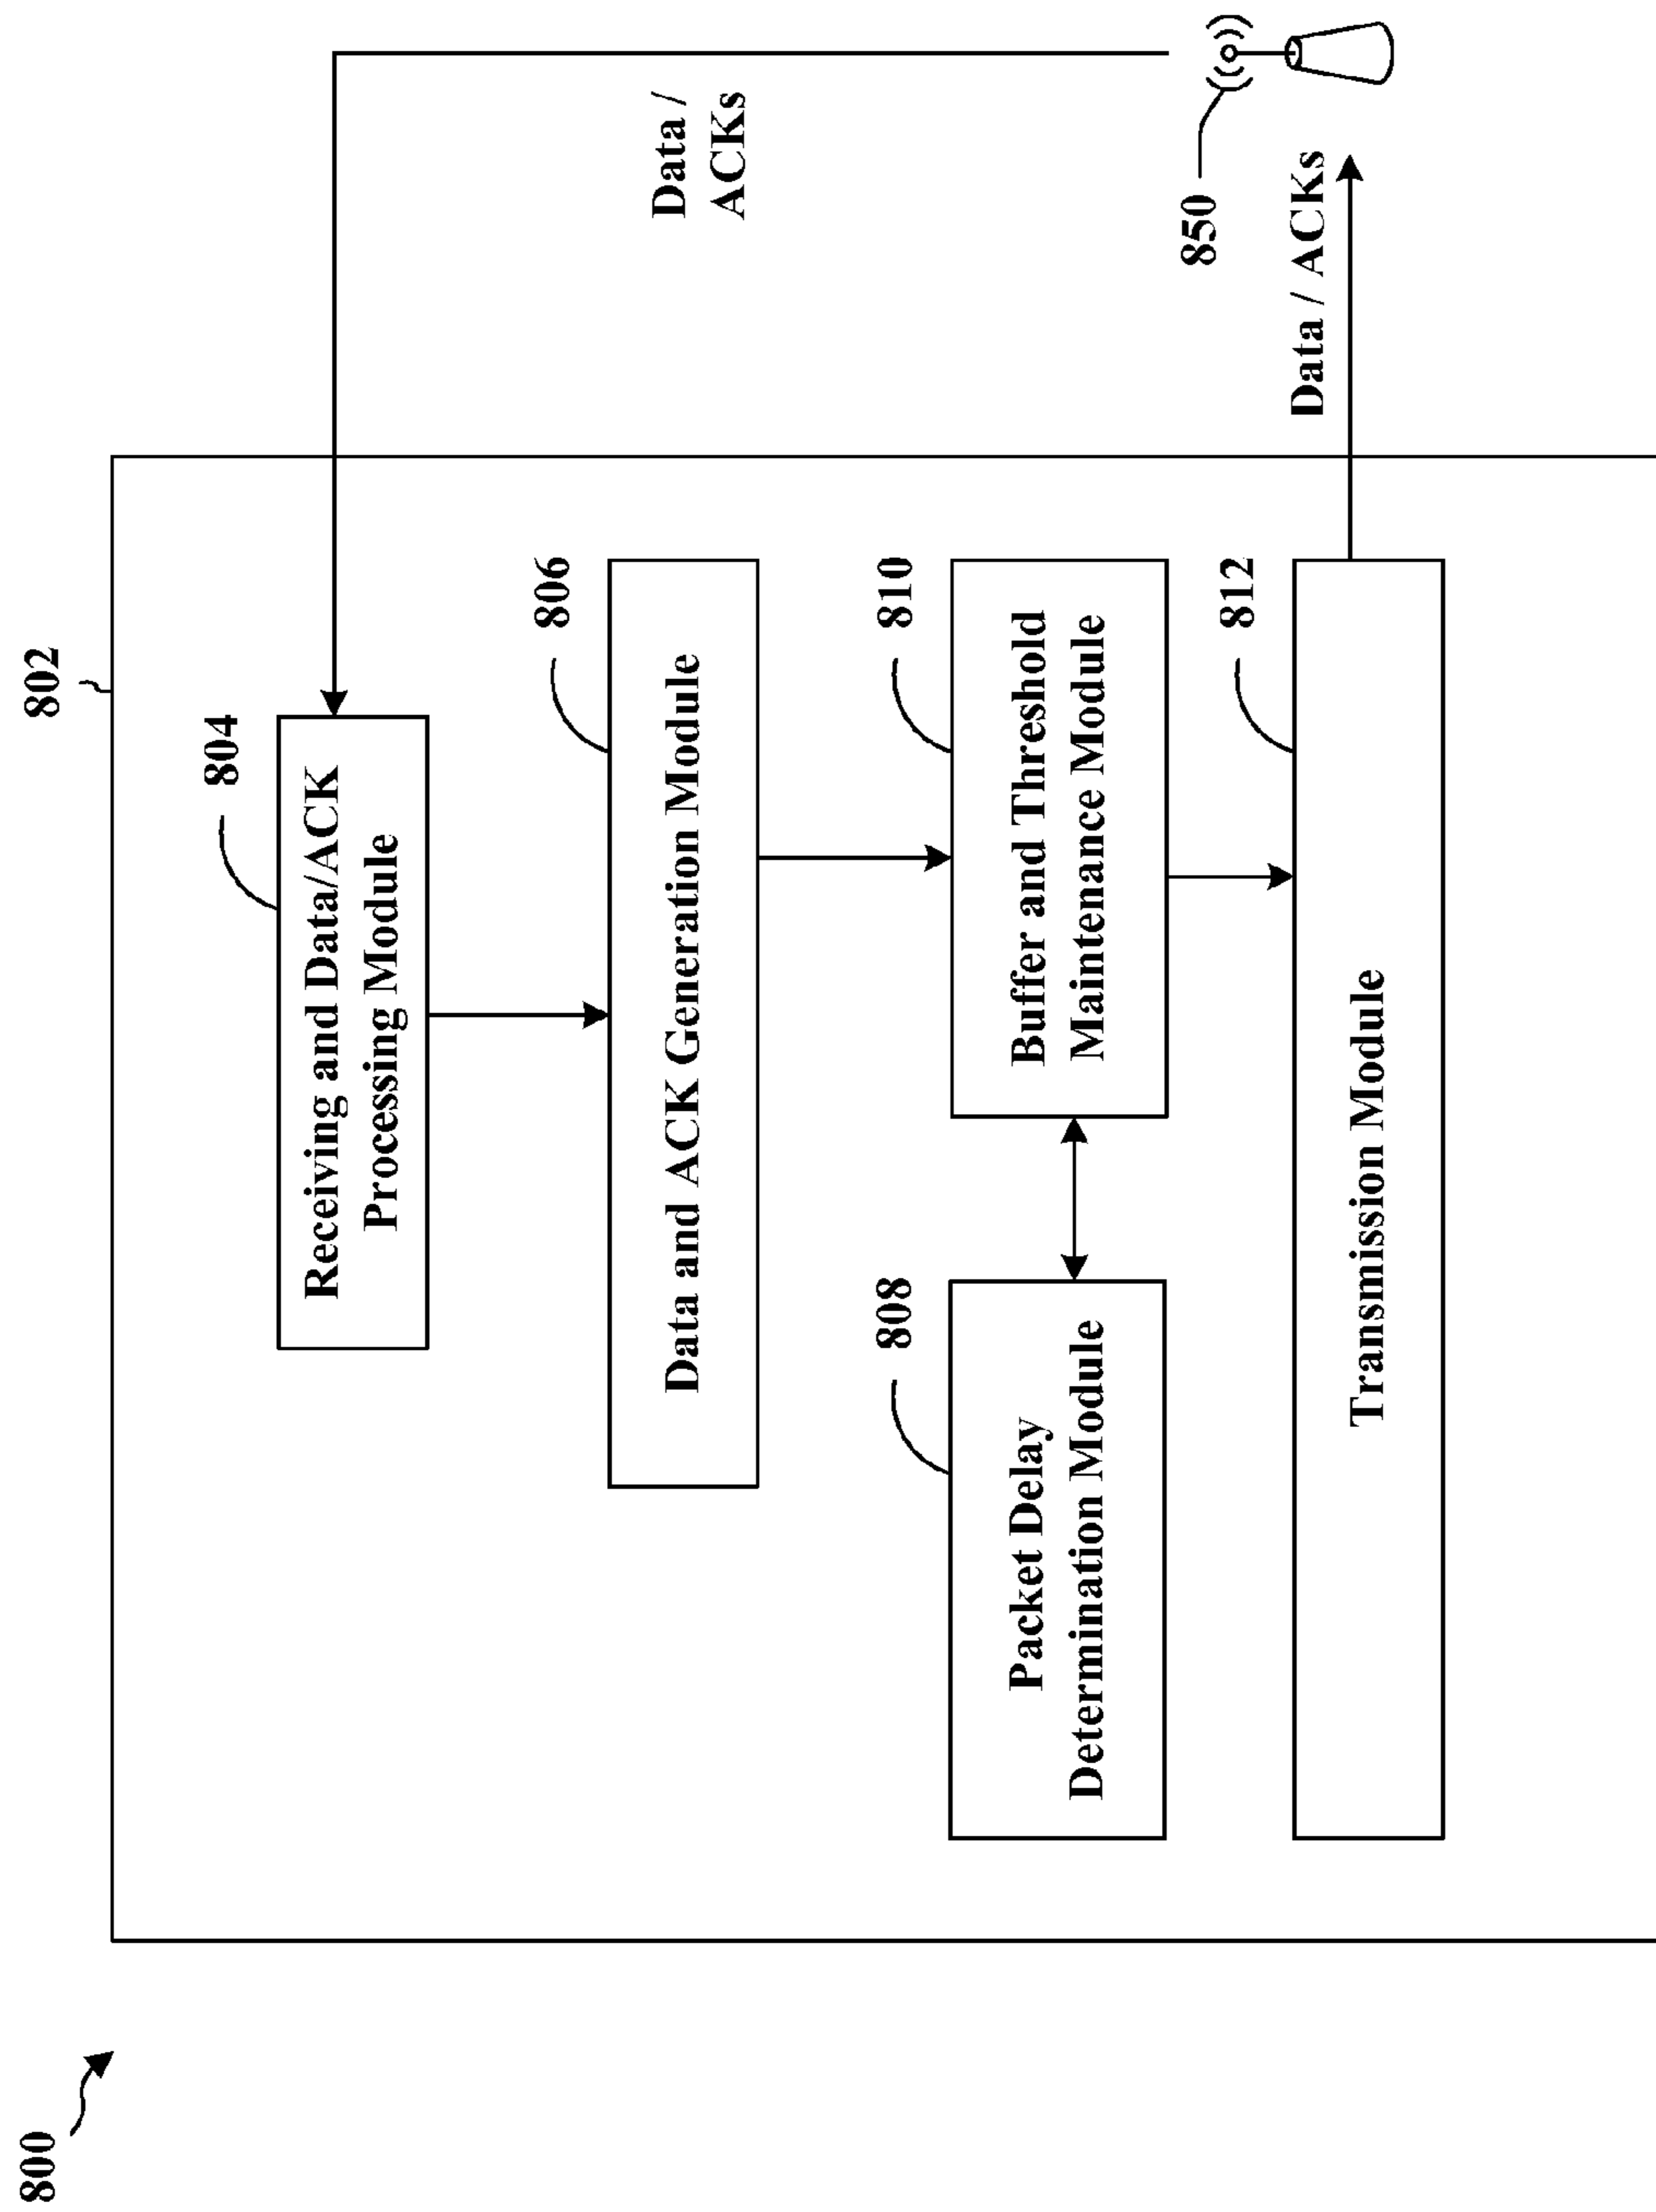 800
802
804
Receiving and Data/ACK
Processing Module
Data /
ACKs
806
Data and ACK Generation Module
808
Packet Delay
Determination Module
810
Buffer and Threshold
Maintenance Module
850
812
Transmission Module
Data / ACKs